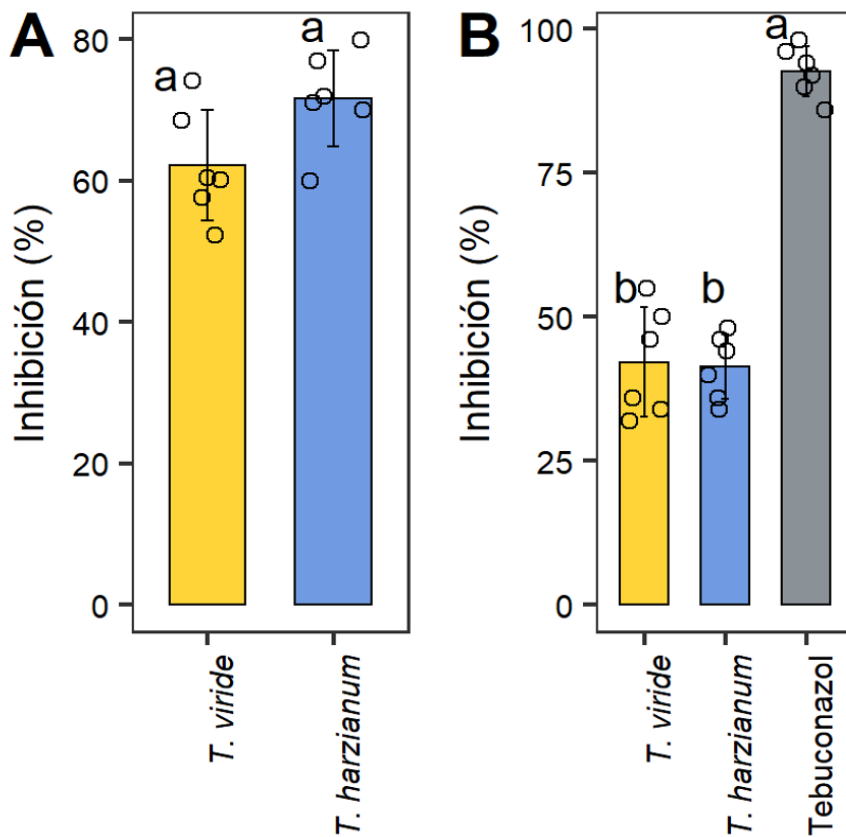 A
Inhibición (%)
80
60
40
20
0
a
a
T. viride
T. harzianum
B
Inhibición (%)
100
75
50
25
0
b
b
a
T. viride
T. harzianum
Tebuconazol